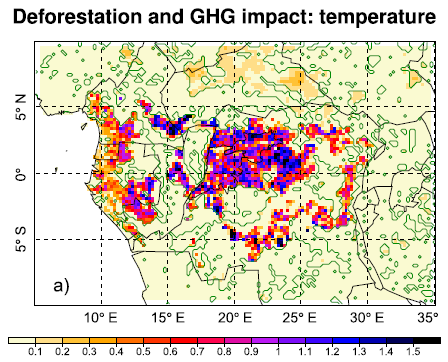 Deforestation and GHG impact: temperature
5° N
0°
5° S
a)
10° E 15° E 20° E 25° E 30° E 35°
0.1 0.2 0.3 0.4 0.5 0.6 0.7 0.8 0.9 1 1.1 1.2 1.3 1.4 1.5